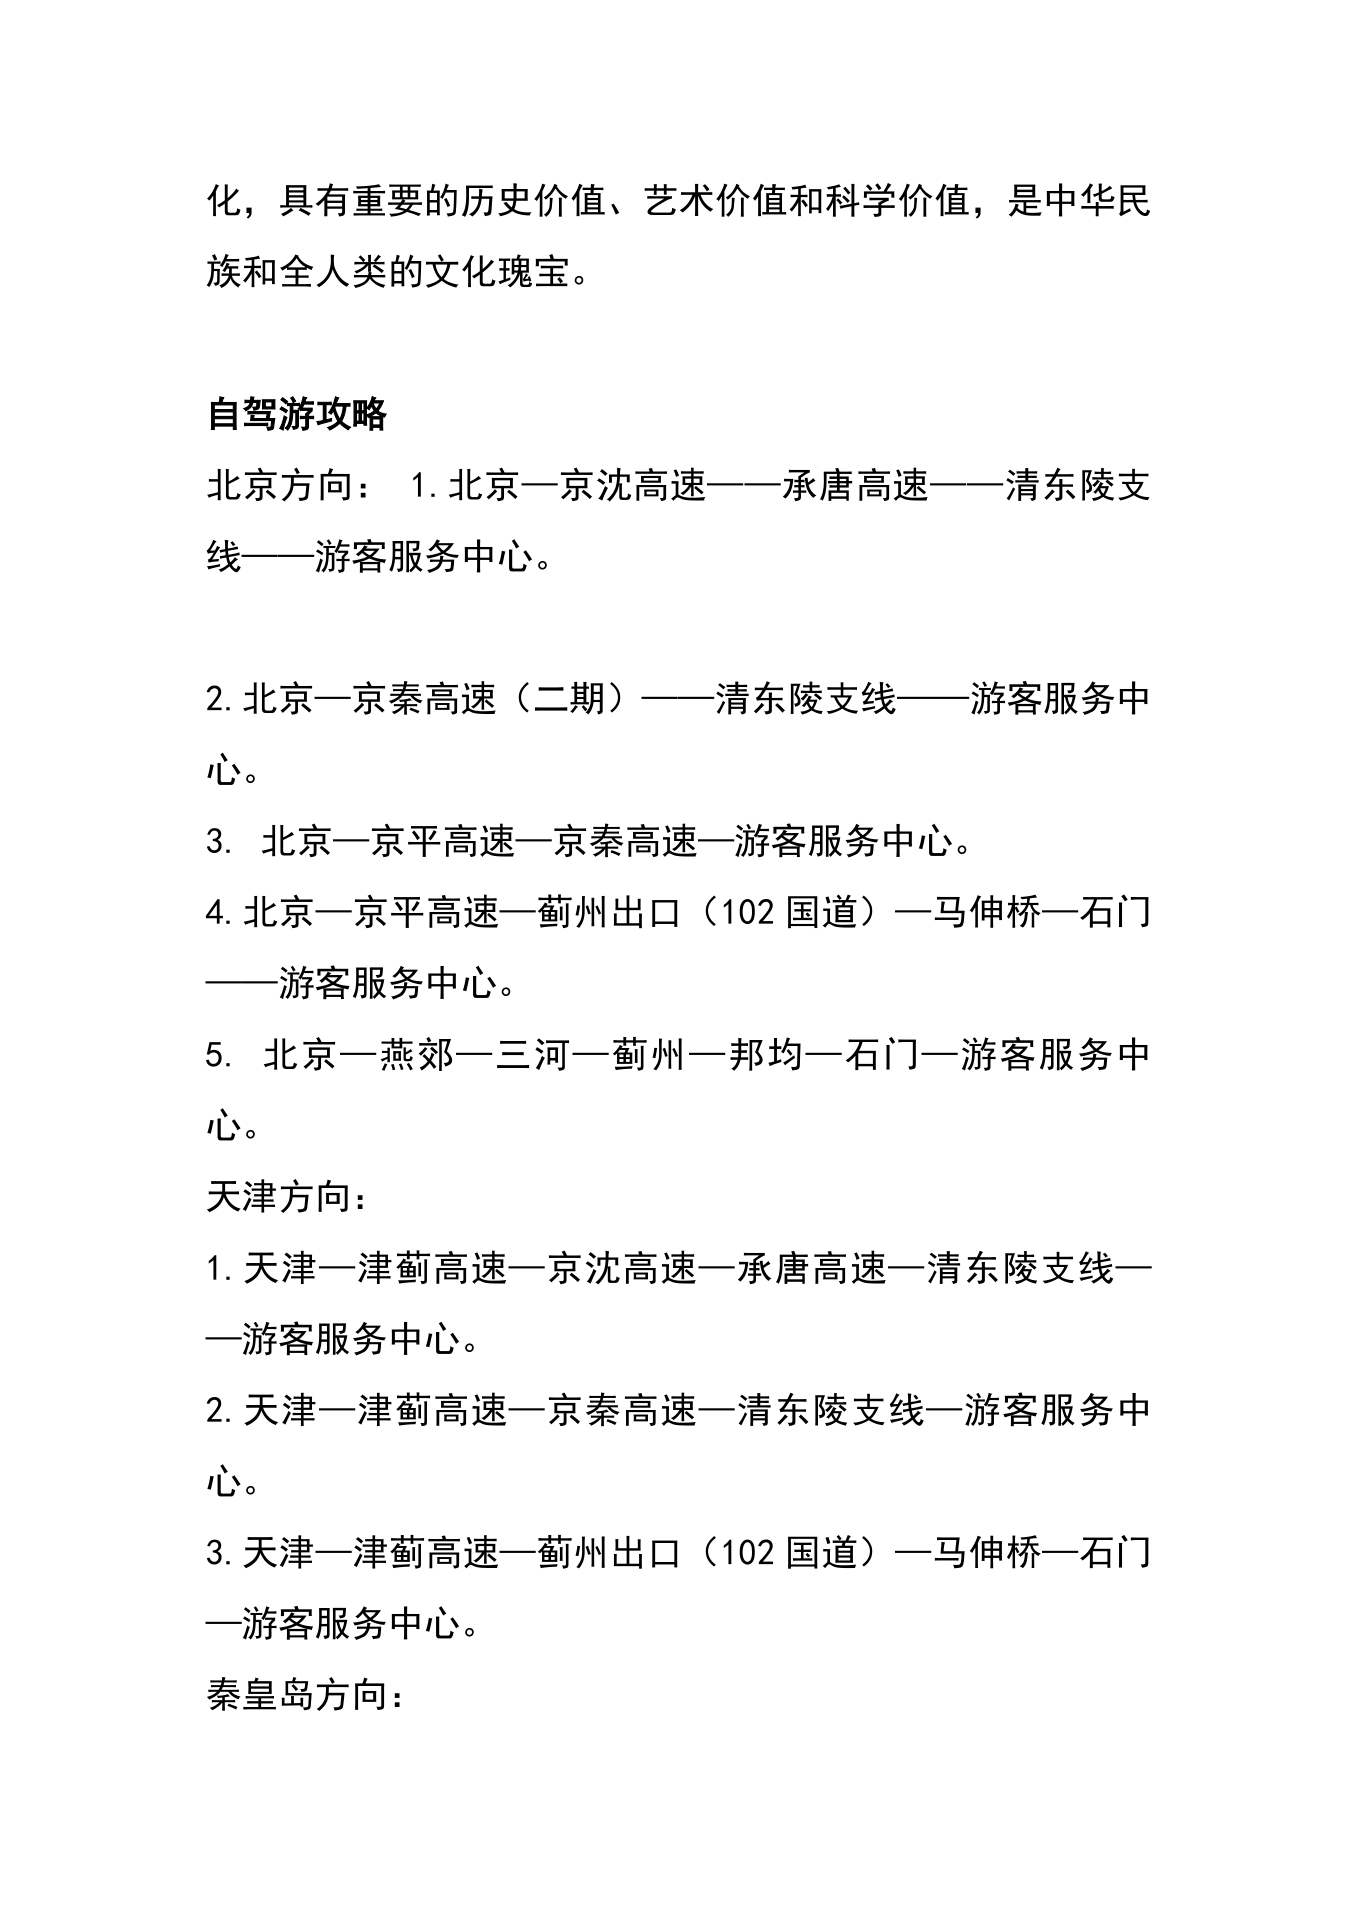 化，具有重要的历史价值、艺术价值和科学价值，是中华民
族和全人类的文化瑰宝。
自驾游攻略
北京方向： 1.北京—京沈高速——承唐高速——清东陵支
线——游客服务中心。
2.北京—京秦高速（二期）——清东陵支线——游客服务中
心。
3. 北京—京平高速—京秦高速—游客服务中心。
4.北京—京平高速—蓟州出口（102 国道）—马伸桥—石门
——游客服务中心。
5. 北京—燕郊—三河—蓟州—邦均—石门—游客服务中
心。
天津方向：
1.天津—津蓟高速—京沈高速—承唐高速—清东陵支线—
—游客服务中心。
2.天津—津蓟高速—京秦高速—清东陵支线—游客服务中
心。
3.天津—津蓟高速—蓟州出口（102 国道）—马伸桥—石门
—游客服务中心。
秦皇岛方向：